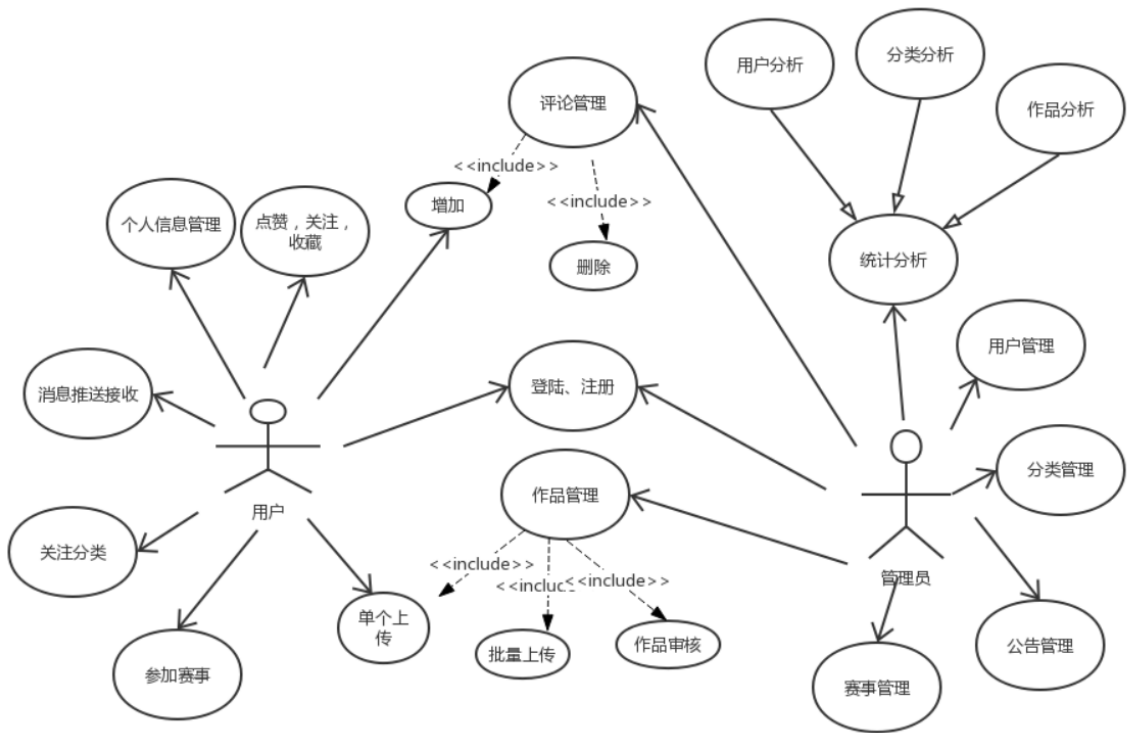 用户分析
分类分析
作品分析
评论管理
<<include>>
<<include>>
增加
删除
个人信息管理
点赞，关注，
收藏
统计分析
用户管理
消息推送接收
登陆、注册
分类管理
作品管理
用户
关注分类
<<include>>
<<incluc
<<include>>
管理员
单个上
传
批量上传
作品审核
公告管理
参加赛事
赛事管理